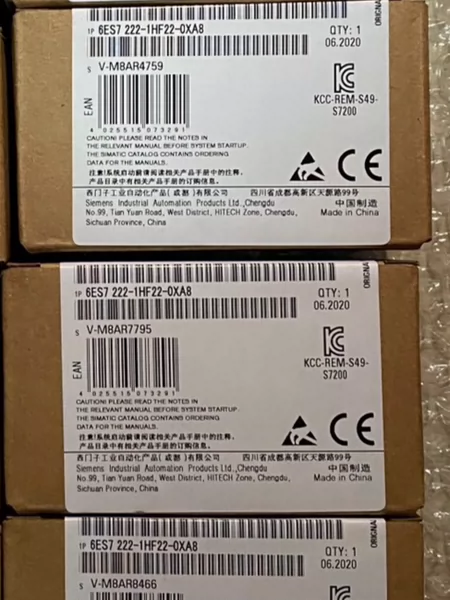 1P 6ES7 222-1HF22-0XA8
QTY: 1
06.2020
S V-M8AR4759
EAN
4 025515 073291
KCC-REM-S49-
S7200
CAUTION! PLEASE READ THE NOTES IN
THE RELEVANT MANUAL BEFORE SYSTEM STARTUP.
THE SIMATIC CATALOG CONTAINS ORDERING
DATA FOR THE MANUALS.
注意!系统启动前请阅读相关产品手册中的注释,
产品目录中有相关产品手册的订购信息。
CE
西门子工业自动化产品(成都)有限公司
四川省成都高新区天源路99号
Siemens Industrial Automation Products Ltd.,Chengdu
中国制造
No.99, Tian Yuan Road, West District, HITECH Zone, Chengdu,
Made in China
Sichuan Province, China
1P 6ES7 222-1HF22-0XA8
QTY: 1
06.2020
S V-M8AR7795
EAN
4 025515 073291
KCC-REM-S49-
S7200
CAUTION! PLEASE READ THE NOTES IN
THE RELEVANT MANUAL BEFORE SYSTEM STARTUP.
THE SIMATIC CATALOG CONTAINS ORDERING
DATA FOR THE MANUALS.
注意!系统启动前请阅读相关产品手册中的注释,
产品目录中有相关产品手册的订购信息。
CE
西门子工业自动化产品(成都)有限公司
四川省成都高新区天源路99号
Siemens Industrial Automation Products Ltd.,Chengdu
中国制造
No.99, Tian Yuan Road, West District, HITECH Zone, Chengdu,
Made in China
Sichuan Province, China
1P 6ES7 222-1HF22-0XA8
QTY: 1
06.2020
S V-M8AR8466